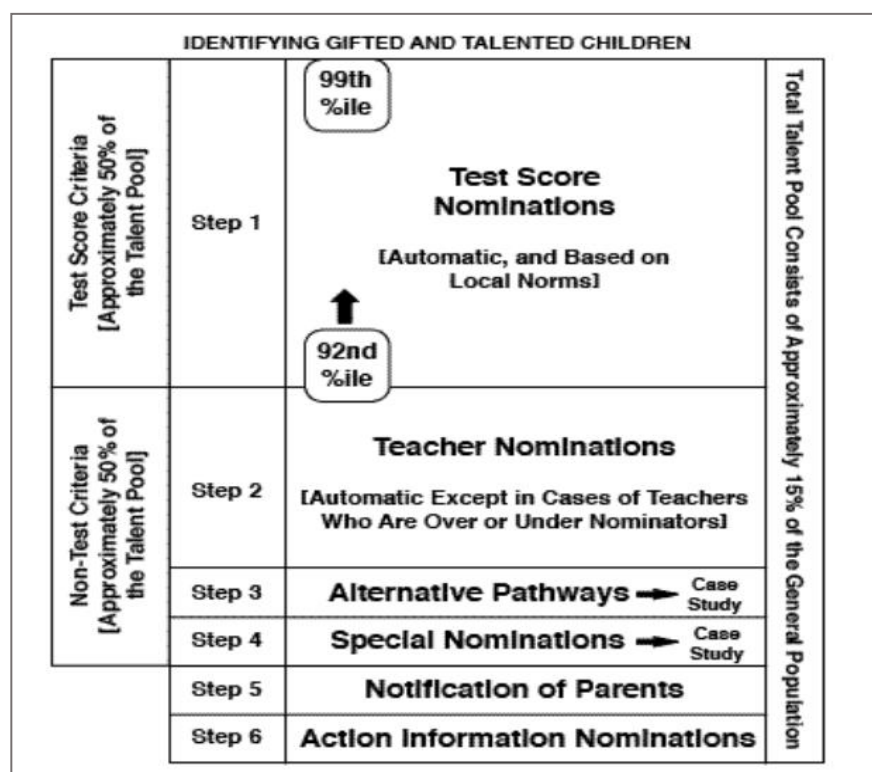 IDENTIFYING GIFTED AND TALENTED CHILDREN
Test Score Criteria
[Approximately 50% of
the Talent Pool]
Step 1
99th
%ile
Test Score
Nominations
[Automatic, and Based on
Local Norms]
92nd
%ile
Non-Test Criteria
[Approximately 50% of
the Talent Pool]
Step 2
Teacher Nominations
[Automatic Except in Cases of Teachers
Who Are Over or Under Nominators]
Step 3
Alternative Pathways
Case
Study
Step 4
Special Nominations
Case
Study
Step 5
Notification of Parents
Step 6
Action Information Nominations
Total Talent Pool Consists of Approximately 15% of the General Population